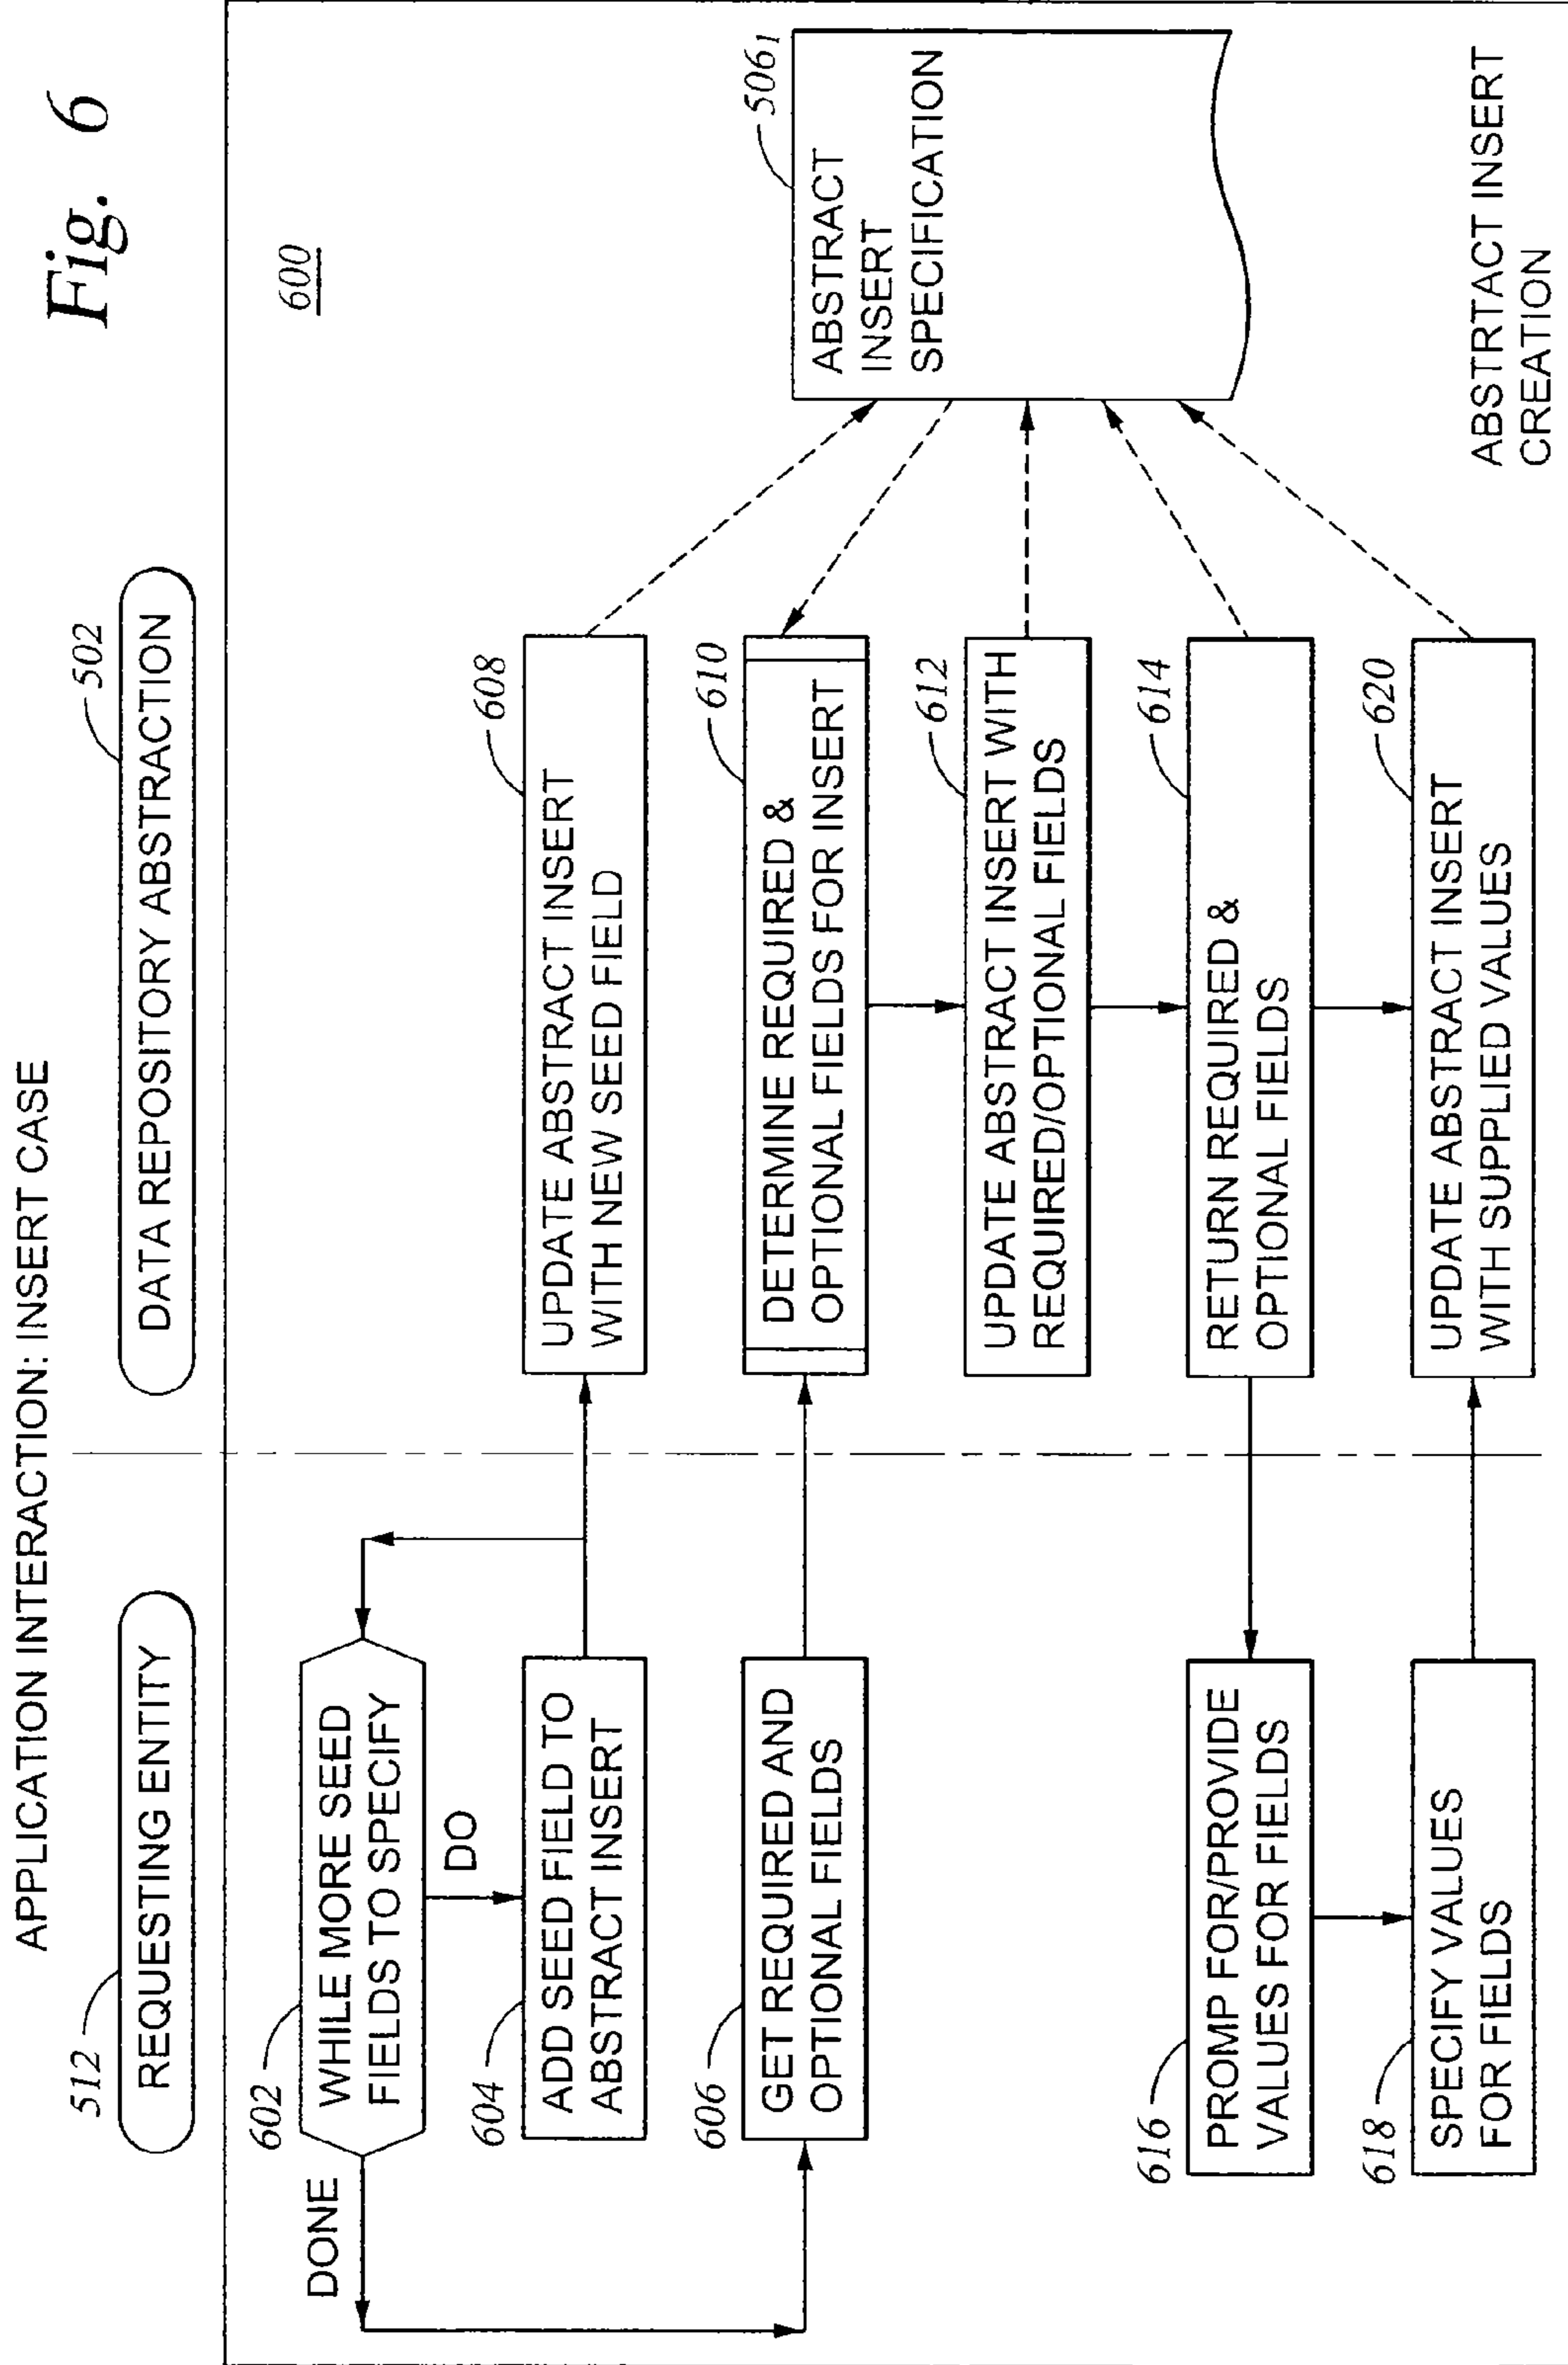 Fig. 6
APPLICATION INTERACTION: INSERT CASE
512
REQUESTING ENTITY
502
DATA REPOSITORY ABSTRACTION
600
602
WHILE MORE SEED
FIELDS TO SPECIFY
DONE
DO
604
ADD SEED FIELD TO
ABSTRACT INSERT
608
UPDATE ABSTRACT INSERT
WITH NEW SEED FIELD
606
GET REQUIRED AND
OPTIONAL FIELDS
610
DETERMINE REQUIRED &
OPTIONAL FIELDS FOR INSERT
506₁
ABSTRACT
INSERT
SPECIFICATION
612
UPDATE ABSTRACT INSERT WITH
REQUIRED/OPTIONAL FIELDS
616
PROMP FOR/PROVIDE
VALUES FOR FIELDS
614
RETURN REQUIRED &
OPTIONAL FIELDS
618
SPECIFY VALUES
FOR FIELDS
620
UPDATE ABSTRACT INSERT
WITH SUPPLIED VALUES
ABSTRTACT INSERT
CREATION